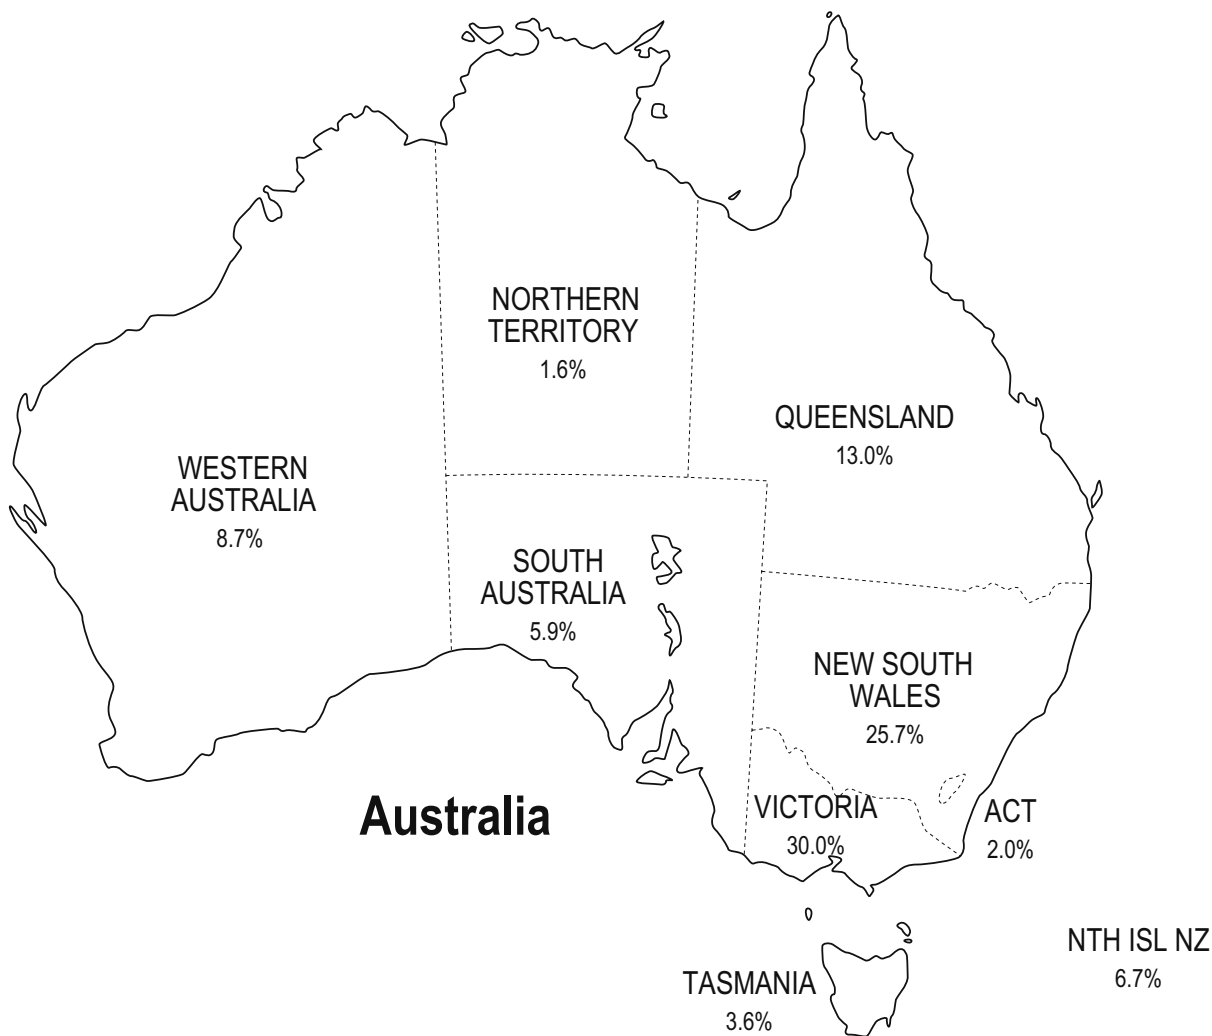 NORTHERN
TERRITORY
1.6%
QUEENSLAND
13.0%
WESTERN
AUSTRALIA
8.7%
SOUTH
AUSTRALIA
5.9%
NEW SOUTH
WALES
25.7%
Australia
VICTORIA
30.0%
ACT
2.0%
NTH ISL NZ
6.7%
TASMANIA
3.6%